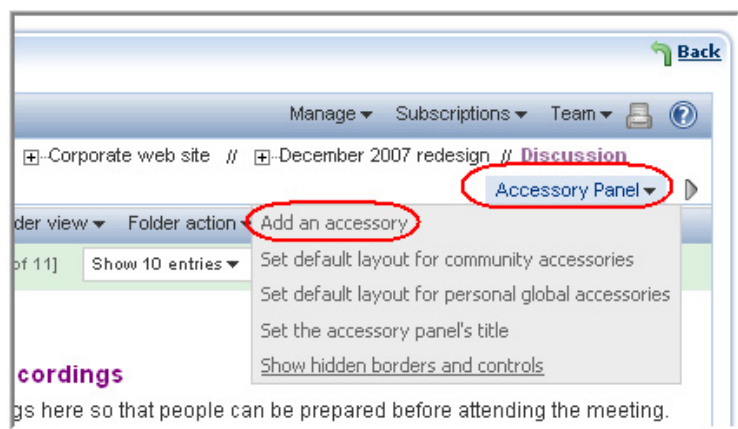 Back
Manage Subscriptions Team
Corporate web site // December 2007 redesign // Discussion
Accessory Panel
der view Folder action
Add an accessory
of 11] Show 10 entries
Set default layout for community accessories
Set default layout for personal global accessories
Set the accessory panel's title
Show hidden borders and controls
cordings
gs here so that people can be prepared before attending the meeting.